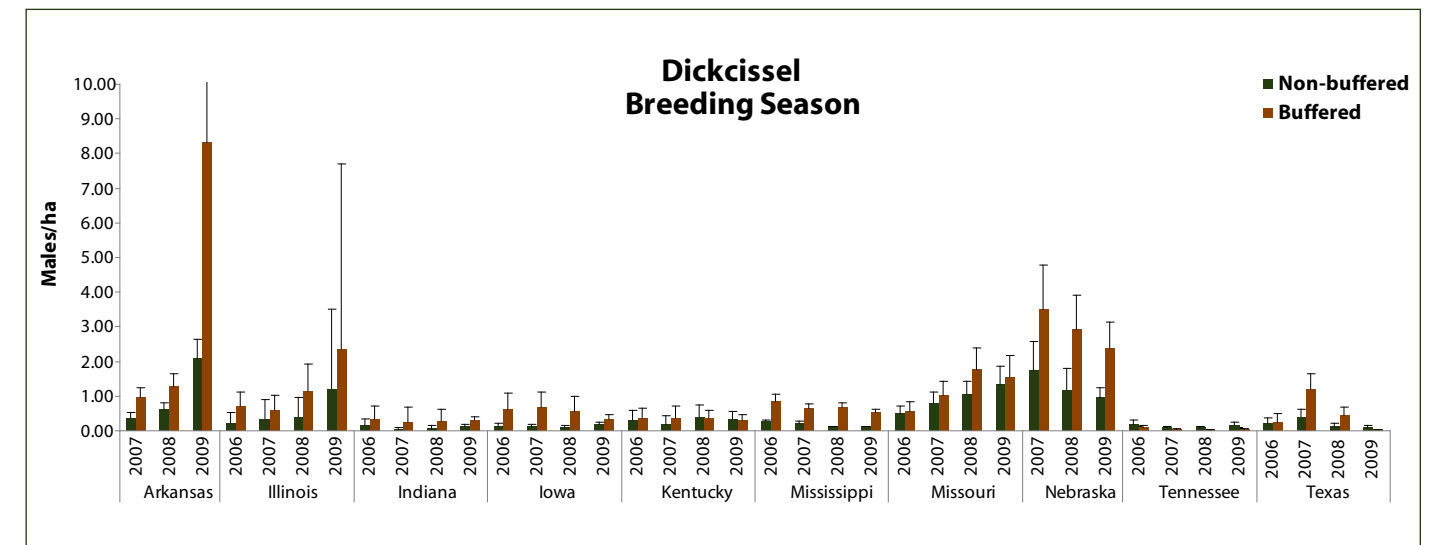 Dickcissel
Breeding Season
Non-buffered
Buffered
Males/ha
10.00
9.00
8.00
7.00
6.00
5.00
4.00
3.00
2.00
1.00
0.00
2007 2008 2009 2006 2007 2008 2009 2006 2007 2008 2009 2006 2007 2008 2009 2006 2007 2008 2009 2006 2007 2008 2009 2006 2007 2008 2009 2007 2008 2009 2006 2007 2008 2009 2006 2007 2008 2009
Arkansas Illinois Indiana Iowa Kentucky Mississippi Missouri Nebraska Tennessee Texas